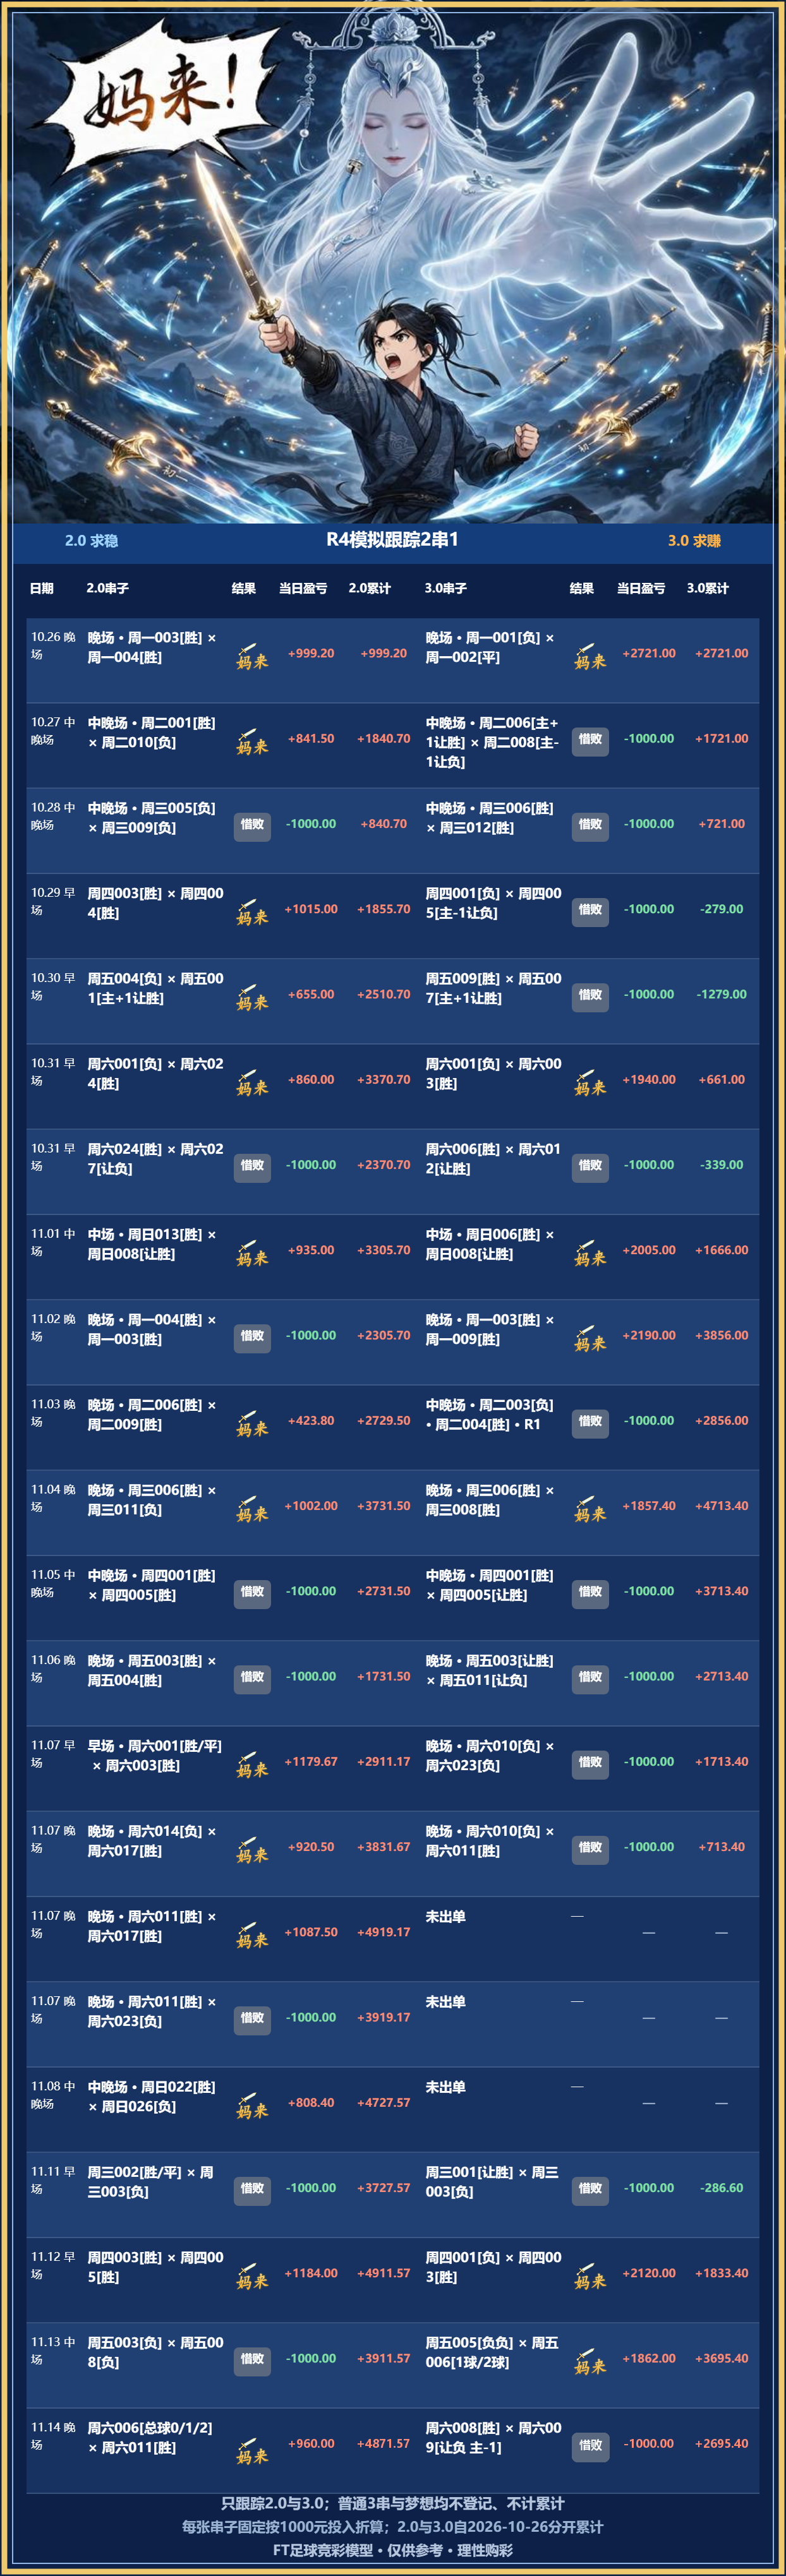 妈来！
初一
初一
初一
2.0 求稳 R4模拟跟踪2串1 3.0 求赚
日期 2.0串子 结果 当日盈亏 2.0累计 3.0串子 结果 当日盈亏 3.0累计
10.26 晚场 晚场・周一003[胜] × 周一004[胜] 妈来 +999.20 +999.20 晚场・周一001[负] × 周一002[平] 妈来 +2721.00 +2721.00
10.27 中晚场 中晚场・周二001[胜] × 周二010[负] 妈来 +841.50 +1840.70 中晚场・周二006[主+1让胜] × 周二008[主-1让负] 惜败 -1000.00 +1721.00
10.28 中晚场 中晚场・周三005[负] × 周三009[负] 惜败 -1000.00 +840.70 中晚场・周三006[胜] × 周三012[胜] 惜败 -1000.00 +721.00
10.29 早场 周四003[胜] × 周四004[胜] 妈来 +1015.00 +1855.70 周四001[负] × 周四005[主-1让负] 惜败 -1000.00 -279.00
10.30 早场 周五004[负] × 周五001[主+1让胜] 妈来 +655.00 +2510.70 周五009[胜] × 周五007[主+1让胜] 惜败 -1000.00 -1279.00
10.31 早场 周六001[负] × 周六024[胜] 妈来 +860.00 +3370.70 周六001[负] × 周六003[胜] 妈来 +1940.00 +661.00
10.31 早场 周六024[胜] × 周六027[让负] 惜败 -1000.00 +2370.70 周六006[胜] × 周六012[让胜] 惜败 -1000.00 -339.00
11.01 中场 中场・周日013[胜] × 周日008[让胜] 妈来 +935.00 +3305.70 中场・周日006[胜] × 周日008[让胜] 妈来 +2005.00 +1666.00
11.02 晚场 晚场・周一004[胜] × 周一003[胜] 惜败 -1000.00 +2305.70 晚场・周一003[胜] × 周一009[胜] 妈来 +2190.00 +3856.00
11.03 晚场 晚场・周二006[胜] × 周二009[胜] 妈来 +423.80 +2729.50 中晚场・周二003[负]・周二004[胜]・R1 惜败 -1000.00 +2856.00
11.04 晚场 晚场・周三006[胜] × 周三011[负] 妈来 +1002.00 +3731.50 晚场・周三006[胜] × 周三008[胜] 妈来 +1857.40 +4713.40
11.05 中晚场 中晚场・周四001[胜] × 周四005[胜] 惜败 -1000.00 +2731.50 中晚场・周四001[胜] × 周四005[让胜] 惜败 -1000.00 +3713.40
11.06 晚场 晚场・周五003[胜] × 周五004[胜] 惜败 -1000.00 +1731.50 晚场・周五003[让胜] × 周五011[让负] 惜败 -1000.00 +2713.40
11.07 早场 早场・周六001[胜/平] × 周六003[胜] 妈来 +1179.67 +2911.17 晚场・周六010[负] × 周六023[负] 惜败 -1000.00 +1713.40
11.07 晚场 晚场・周六014[负] × 周六017[胜] 妈来 +920.50 +3831.67 晚场・周六010[负] × 周六011[胜] 惜败 -1000.00 +713.40
11.07 晚场 晚场・周六011[胜] × 周六017[胜] 妈来 +1087.50 +4919.17 未出单 — — —
11.07 晚场 晚场・周六011[胜] × 周六023[负] 惜败 -1000.00 +3919.17 未出单 — — —
11.08 中晚场 中晚场・周日022[胜] × 周日026[负] 妈来 +808.40 +4727.57 未出单 — — —
11.11 早场 周三002[胜/平] × 周三003[负] 惜败 -1000.00 +3727.57 周三001[让胜] × 周三003[负] 惜败 -1000.00 -286.60
11.12 早场 周四003[胜] × 周四005[胜] 妈来 +1184.00 +4911.57 周四001[负] × 周四003[胜] 妈来 +2120.00 +1833.40
11.13 中场 周五003[负] × 周五008[负] 惜败 -1000.00 +3911.57 周五005[负负] × 周五006[1球/2球] 妈来 +1862.00 +3695.40
11.14 晚场 周六006[总球0/1/2] × 周六011[胜] 妈来 +960.00 +4871.57 周六008[胜] × 周六009[让负 主-1] 惜败 -1000.00 +2695.40
只跟踪2.0与3.0；普通3串与梦想均不登记、不计累计
每张串子固定按1000元投入折算；2.0与3.0自2026-10-26分开累计
FT足球竞彩模型・仅供参考・理性购彩